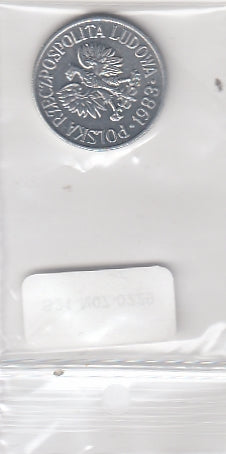 POLSKA RZECZPOSPOLITA LUDOWA · 1983 ·